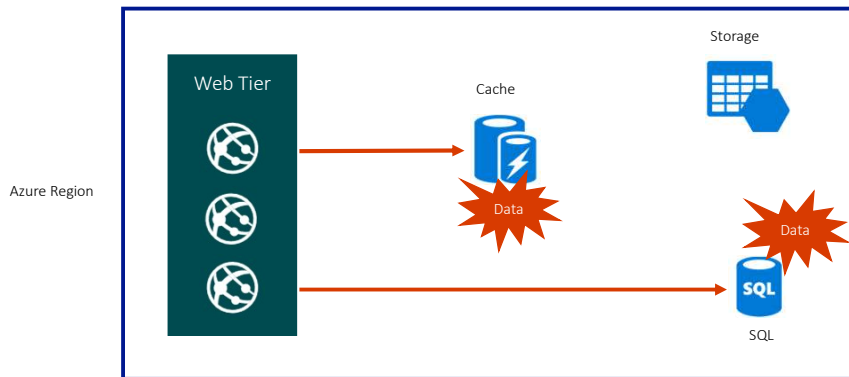 Storage
Web Tier
Cache
Azure Region
Data
Data
SQL
SQL